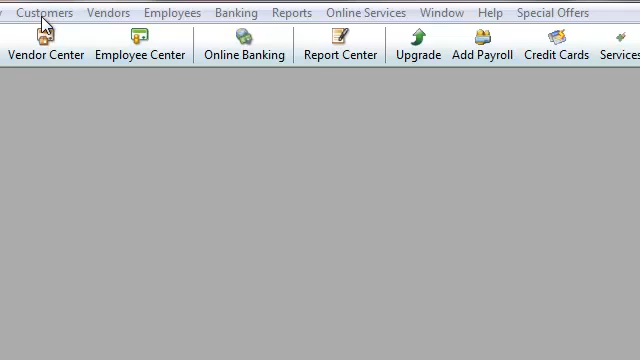 Customers Vendors Employees Banking Reports Online Services Window Help Special Offers
Vendor Center Employee Center Online Banking Report Center Upgrade Add Payroll Credit Cards Services